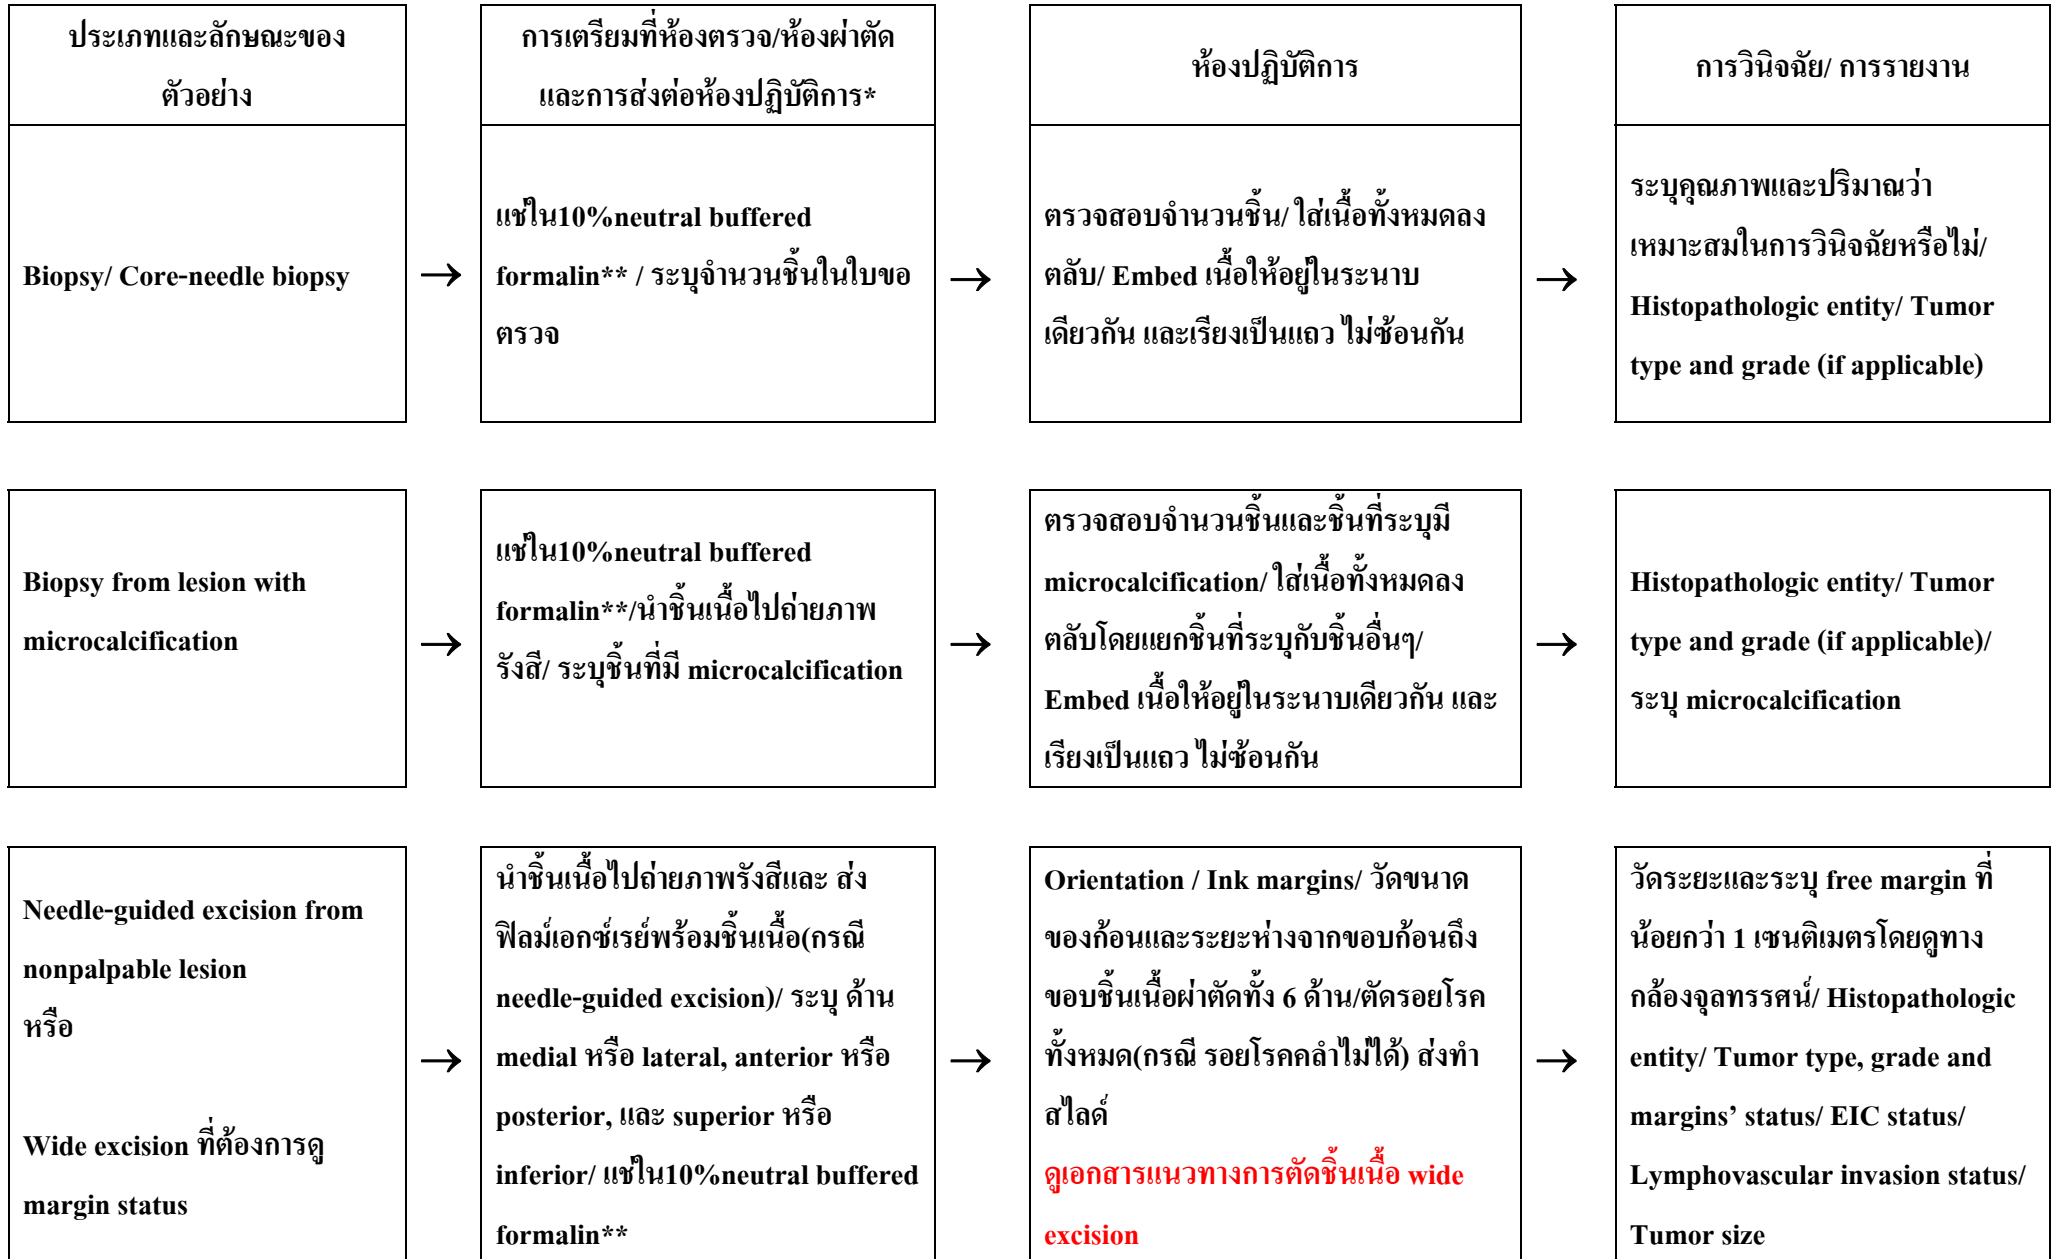 ประเภทและลักษณะของ
ตัวอย่าง
การเตรียมที่ห้องตรวจ/ห้องผ่าตัด
และการส่งต่อห้องปฏิบัติการ*
ห้องปฏิบัติการ
การวินิจฉัย/ การรายงาน
Biopsy/ Core-needle biopsy
→
แช่ใน10%neutral buffered
formalin** / ระบุจำนวนชิ้นในใบขอ
ตรวจ
→
ตรวจสอบจำนวนชิ้น/ ใส่เนื้อทั้งหมดลง
ตลับ/ Embed เนื้อให้อยู่ในระนาบ
เดียวกัน และเรียงเป็นแถว ไม่ซ้อนกัน
→
ระบุคุณภาพและปริมาณว่า
เหมาะสมในการวินิจฉัยหรือไม่/
Histopathologic entity/ Tumor
type and grade (if applicable)
Biopsy from lesion with
microcalcification
→
แช่ใน10%neutral buffered
formalin**/นำชิ้นเนื้อไปถ่ายภาพ
รังสี/ ระบุชิ้นที่มี microcalcification
→
ตรวจสอบจำนวนชิ้นและชิ้นที่ระบุมี
microcalcification/ ใส่เนื้อทั้งหมดลง
ตลับโดยแยกชิ้นที่ระบุกับชิ้นอื่นๆ/
Embed เนื้อให้อยู่ในระนาบเดียวกัน และ
เรียงเป็นแถว ไม่ซ้อนกัน
→
Histopathologic entity/ Tumor
type and grade (if applicable)/
ระบุ microcalcification
Needle-guided excision from
nonpalpable lesion
หรือ
Wide excision ที่ต้องการดู
margin status
→
นำชิ้นเนื้อไปถ่ายภาพรังสีและ ส่ง
ฟิลม์เอกซ์เรย์พร้อมชิ้นเนื้อ(กรณี
needle-guided excision)/ ระบุ ด้าน
medial หรือ lateral, anterior หรือ
posterior, และ superior หรือ
inferior/ แช่ใน10%neutral buffered
formalin**
→
Orientation / Ink margins/ วัดขนาด
ของก้อนและระยะห่างจากขอบก้อนถึง
ขอบชิ้นเนื้อผ่าตัดทั้ง 6 ด้าน/ตัดรอยโรค
ทั้งหมด(กรณี รอยโรคคลำไม่ได้) ส่งทำ
สไลด์
ดูเอกสารแนวทางการตัดชิ้นเนื้อ wide
excision
→
วัดระยะและระบุ free margin ที่
น้อยกว่า 1 เซนติเมตรโดยดูทาง
กล้องจุลทรรศน์/ Histopathologic
entity/ Tumor type, grade and
margins’ status/ EIC status/
Lymphovascular invasion status/
Tumor size